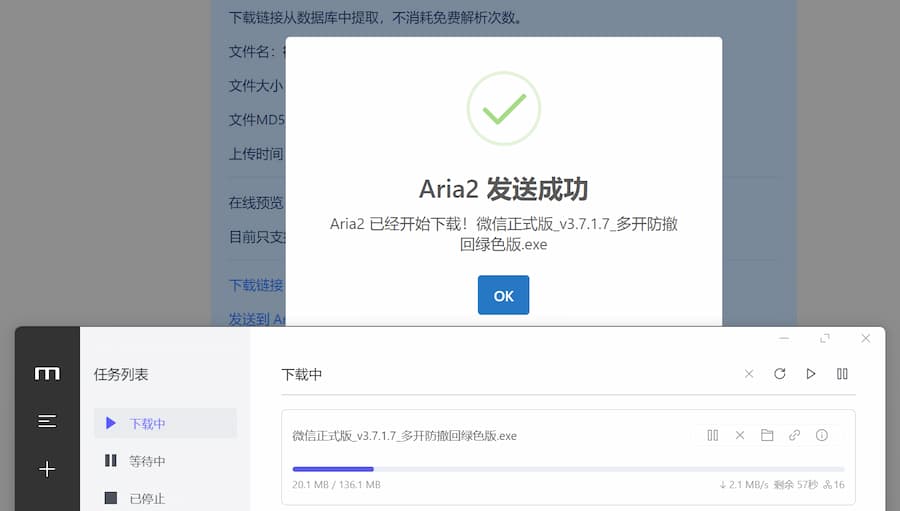 下载链接从数据库中提取，不消耗免费解析次数。
文件名：
文件大小
文件MD5
上传时间
在线预览
目前只支
下载链接
发送到 Ar
Aria2 发送成功
Aria2 已经开始下载！微信正式版_v3.7.1.7_多开防撤
回绿色版.exe
OK
任务列表
下载中
等待中
已停止
下载中
微信正式版_v3.7.1.7_多开防撤回绿色版.exe
20.1 MB / 136.1 MB
↓ 2.1 MB/s 剩余 57秒 16